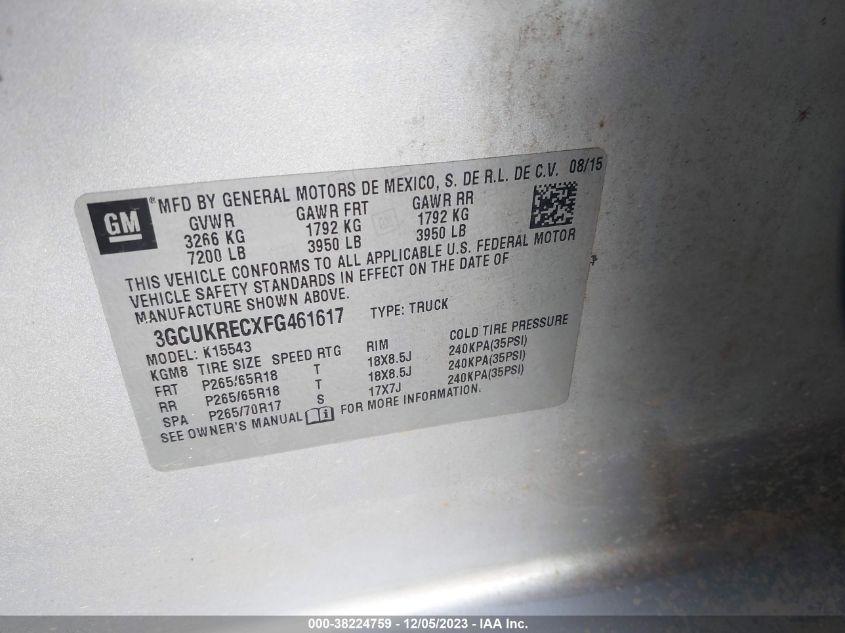 GM
® MFD BY GENERAL MOTORS DE MEXICO, S. DE R.L. DE C.V. 08/15
GVWR GAWR FRT GAWR RR
3266 KG 1792 KG 1792 KG
7200 LB 3950 LB 3950 LB
THIS VEHICLE CONFORMS TO ALL APPLICABLE U.S. FEDERAL MOTOR
VEHICLE SAFETY STANDARDS IN EFFECT ON THE DATE OF
MANUFACTURE SHOWN ABOVE.
3GCUKRECXFG461617 TYPE: TRUCK
MODEL: K15543
KGM8 TIRE SIZE SPEED RTG RIM COLD TIRE PRESSURE
FRT P265/65R18 T 18X8.5J 240KPA(35PSI)
RR P265/65R18 T 18X8.5J 240KPA(35PSI)
SPA P265/70R17 S 17X7J 240KPA(35PSI)
SEE OWNER'S MANUAL FOR MORE INFORMATION.
000-38224759 - 12/05/2023 - IAA Inc.